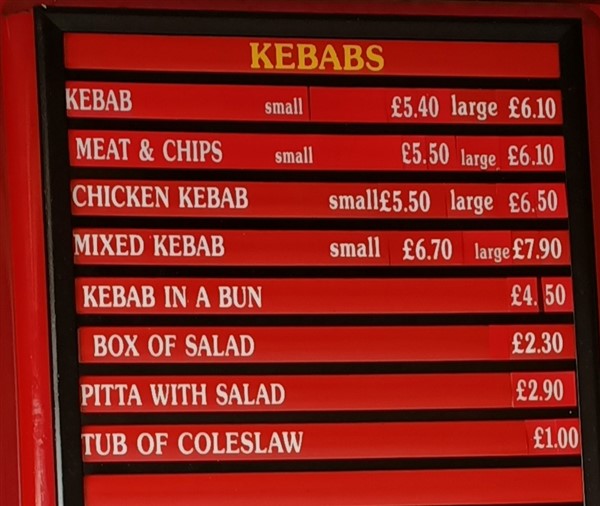 KEBABS
KEBAB small £5.40 large £6.10
MEAT & CHIPS small £5.50 large £6.10
CHICKEN KEBAB small £5.50 large £6.50
MIXED KEBAB small £6.70 large £7.90
KEBAB IN A BUN £4.50
BOX OF SALAD £2.30
PITTA WITH SALAD £2.90
TUB OF COLESLAW £1.00